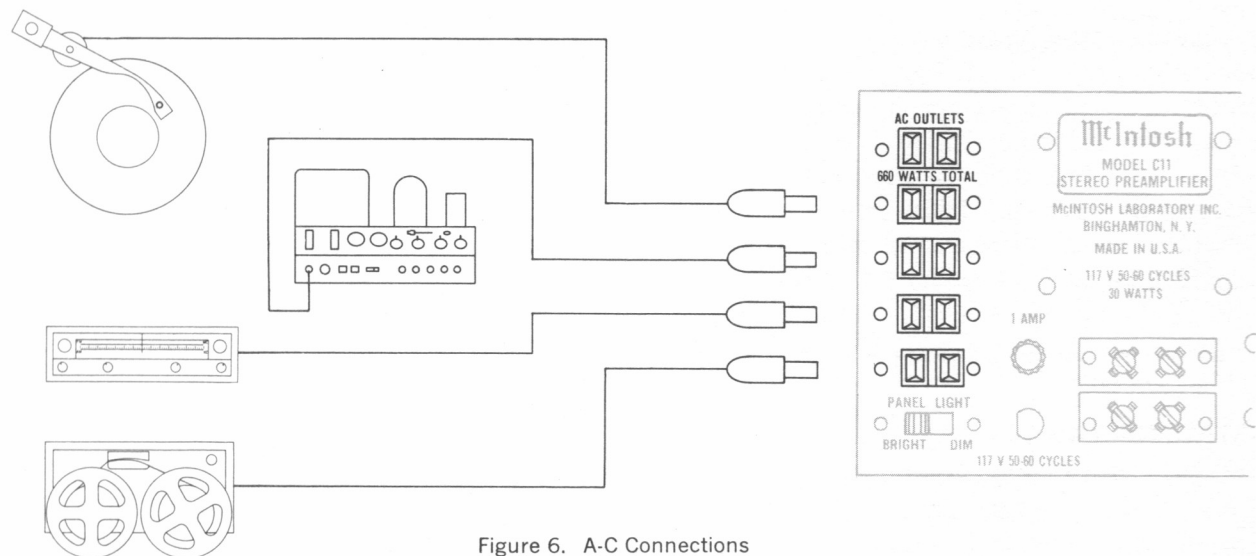 AC OUTLETS
660 WATTS TOTAL
McIntosh
MODEL C11
STEREO PREAMPLIFIER
McINTOSH LABORATORY INC.
BINGHAMTON, N. Y.
MADE IN U.S.A.
117 V 50-60 CYCLES
30 WATTS
1 AMP
PANEL LIGHT
BRIGHT DIM
117 V 50-60 CYCLES
Figure 6. A-C Connections